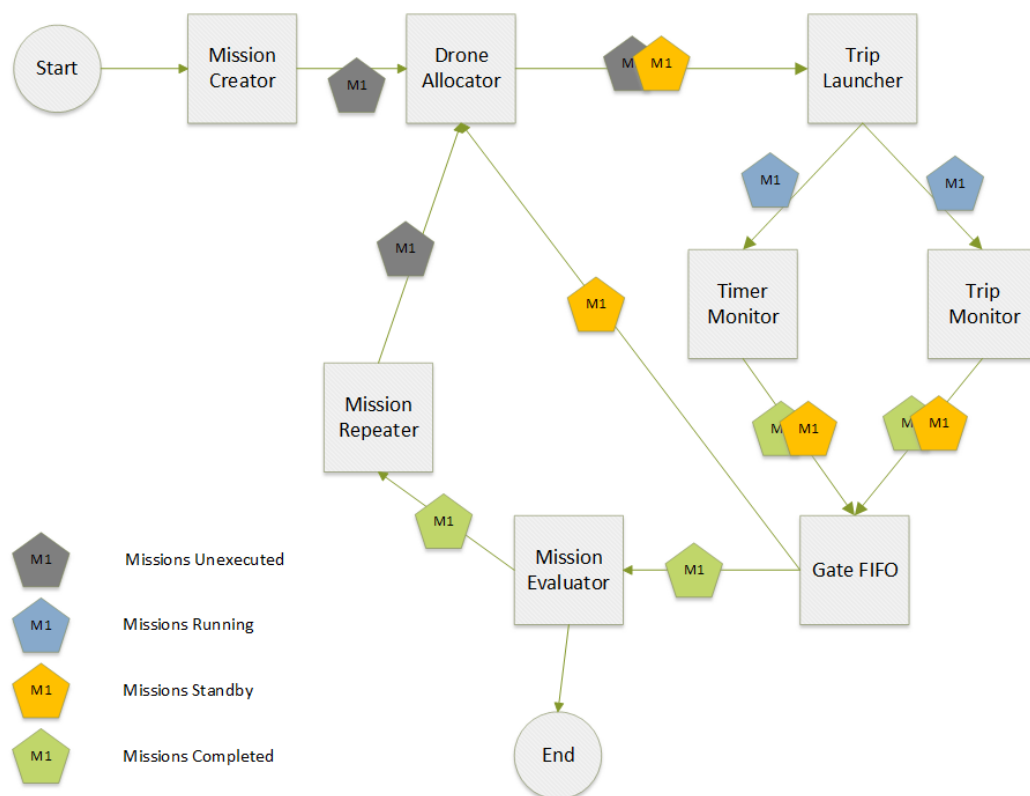 Start
Mission
Creator
M1
Drone
Allocator
M
M1
Trip
Launcher
M1
M1
M1
M1
Timer
Monitor
Trip
Monitor
Mission
Repeater
M
M1
M
M1
M1
Mission
Evaluator
M1
Gate FIFO
M1
Missions Unexecuted
M1
Missions Running
M1
Missions Standby
M1
Missions Completed
End